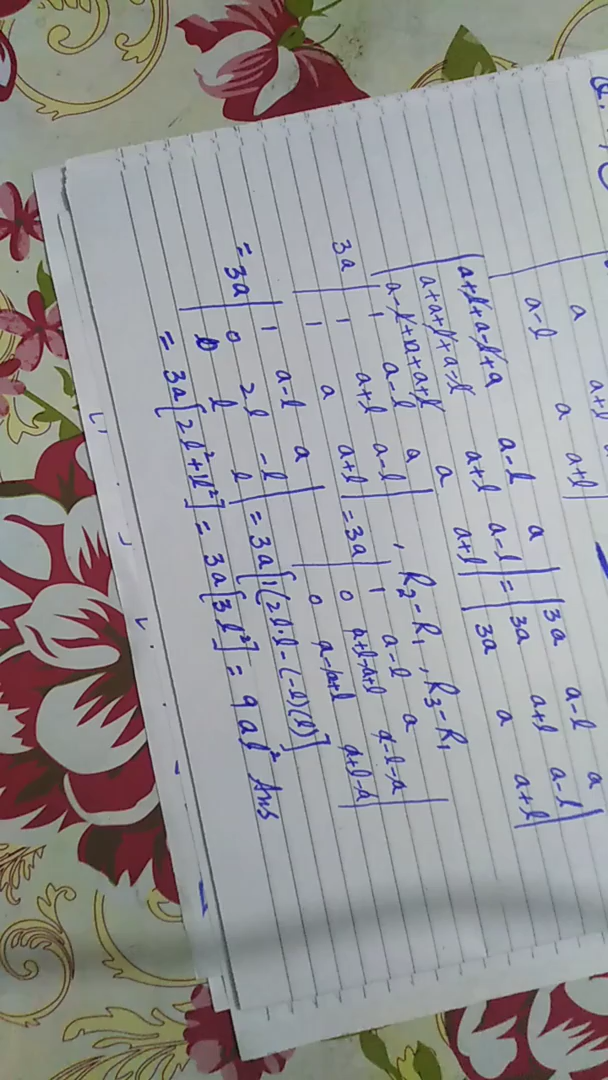 a a+l
a-l a a+l
a+l+a-l+a a-l a | 3a a-l a
a+a+l+a-l a+l a-l = 3a a+l a-l
a-l+a+a+l a a+l | 3a a a+l
3a | 1 a-l a | , R2-R1, R3-R1
1 a+l a-l = 3a | 1 a-l a
1 a a+l | 0 a+l-a+l a-l-a
0 a-a+l a+l-a
= 3a | 1 a-l a
0 2l -l | = 3a[1(2l.l-(-l)(l)]
0 l l
= 3a[2l²+l²] = 3a[3l²] = 9al² Ans